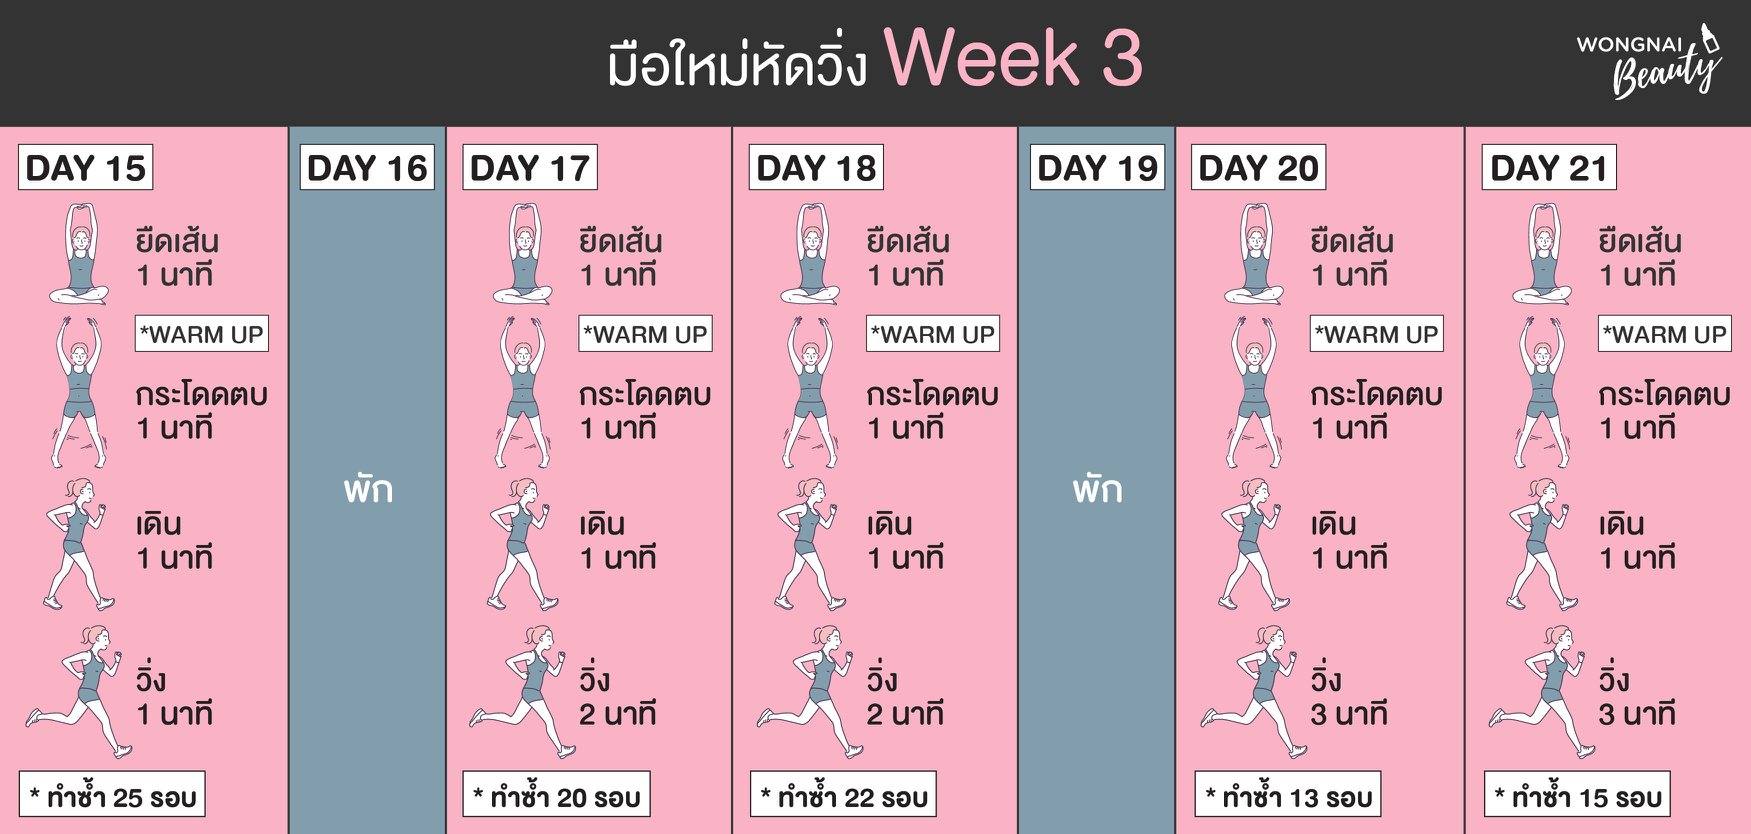 มือใหม่หัดวิ่ง Week 3
WONGNAI
Beauty
DAY 15
ยืดเส้น
1 นาที
*WARM UP
กระโดดตบ
1 นาที
เดิน
1 นาที
วิ่ง
1 นาที
* ทำซ้ำ 25 รอบ
DAY 16
พัก
DAY 17
ยืดเส้น
1 นาที
*WARM UP
กระโดดตบ
1 นาที
เดิน
1 นาที
วิ่ง
2 นาที
* ทำซ้ำ 20 รอบ
DAY 18
ยืดเส้น
1 นาที
*WARM UP
กระโดดตบ
1 นาที
เดิน
1 นาที
วิ่ง
2 นาที
* ทำซ้ำ 22 รอบ
DAY 19
พัก
DAY 20
ยืดเส้น
1 นาที
*WARM UP
กระโดดตบ
1 นาที
เดิน
1 นาที
วิ่ง
3 นาที
* ทำซ้ำ 13 รอบ
DAY 21
ยืดเส้น
1 นาที
*WARM UP
กระโดดตบ
1 นาที
เดิน
1 นาที
วิ่ง
3 นาที
* ทำซ้ำ 15 รอบ